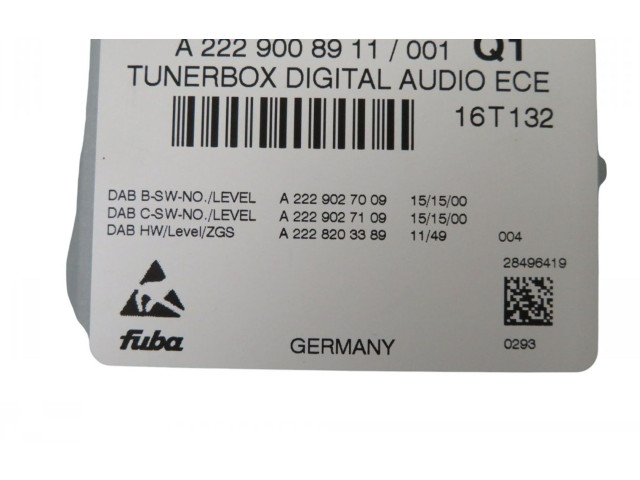 A 222 900 89 11 / 001 Q1
TUNERBOX DIGITAL AUDIO ECE
16T132
DAB B-SW-NO./LEVEL A 222 902 70 09 15/15/00
DAB C-SW-NO./LEVEL A 222 902 71 09 15/15/00
DAB HW/Level/ZGS A 222 820 33 89 11/49 004
28496419
fuba
GERMANY
0293